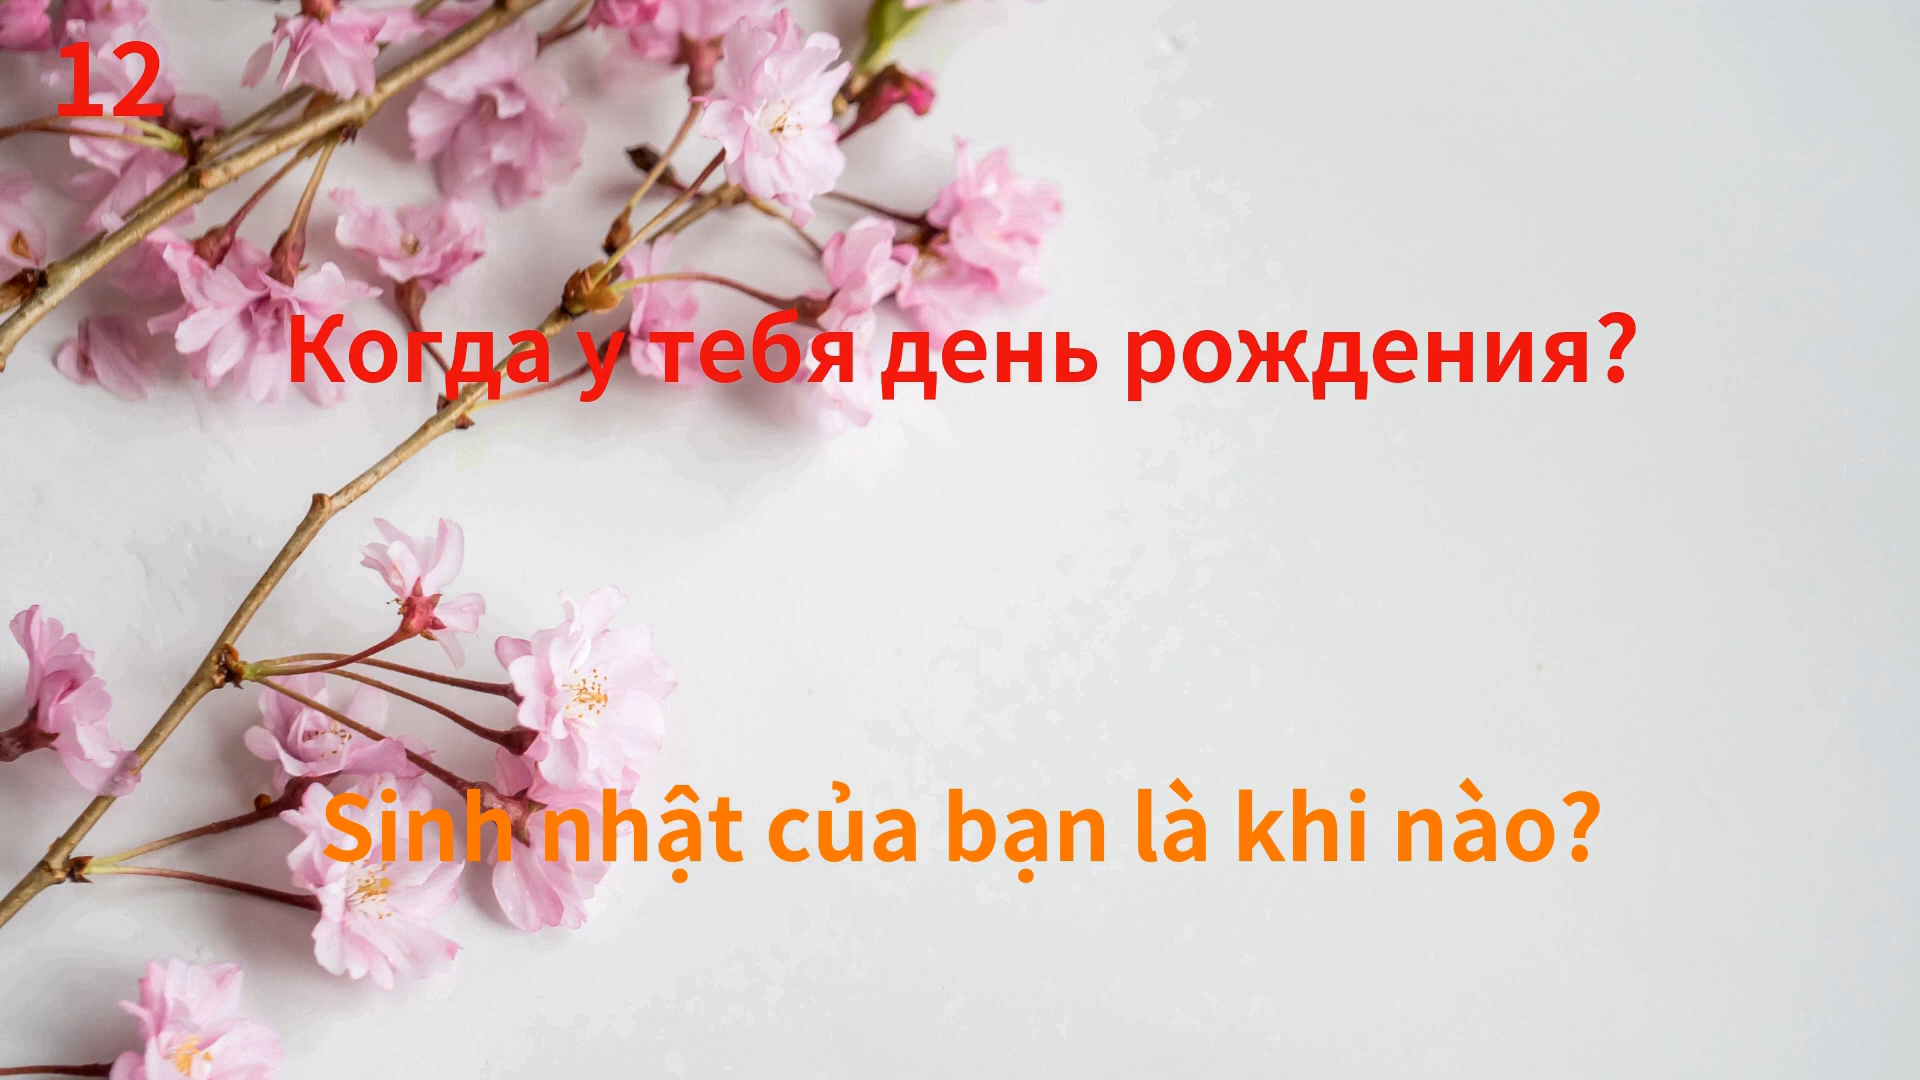 12
Когда у тебя день рождения?
Sinh nhật của bạn là khi nào?